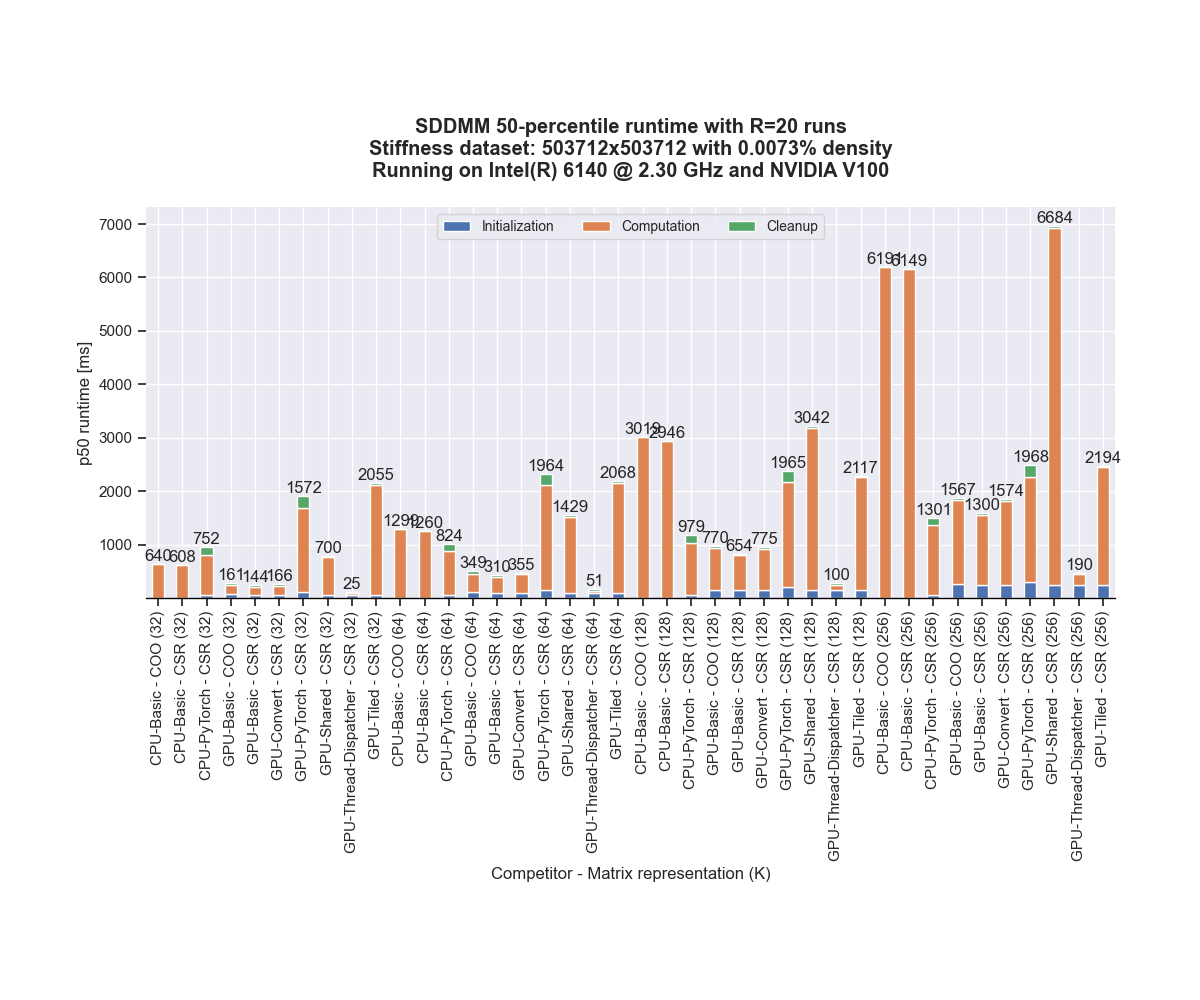 SDDMM 50-percentile runtime with R=20 runs
Stiffness dataset: 503712x503712 with 0.0073% density
Running on Intel(R) 6140 @ 2.30 GHz and NVIDIA V100
Initialization
Computation
Cleanup
p50 runtime [ms]
7000
6000
5000
4000
3000
2000
1000
640
608
752
161
144
166
1572
700
25
2055
1299
1260
824
349
310
355
1964
1429
51
2068
3019
2946
979
770
654
775
1965
3042
100
2117
6191
6149
1301
1567
1300
1574
1968
6684
190
2194
CPU-Basic - COO (32)
CPU-Basic - CSR (32)
CPU-PyTorch - CSR (32)
GPU-Basic - COO (32)
GPU-Basic - CSR (32)
GPU-Convert - CSR (32)
GPU-PyTorch - CSR (32)
GPU-Shared - CSR (32)
GPU-Thread-Dispatcher - CSR (32)
GPU-Tiled - CSR (32)
CPU-Basic - COO (64)
CPU-Basic - CSR (64)
CPU-PyTorch - CSR (64)
GPU-Basic - COO (64)
GPU-Basic - CSR (64)
GPU-Convert - CSR (64)
GPU-PyTorch - CSR (64)
GPU-Shared - CSR (64)
GPU-Thread-Dispatcher - CSR (64)
GPU-Tiled - CSR (64)
CPU-Basic - COO (128)
CPU-Basic - CSR (128)
CPU-PyTorch - CSR (128)
GPU-Basic - COO (128)
GPU-Basic - CSR (128)
GPU-Convert - CSR (128)
GPU-PyTorch - CSR (128)
GPU-Shared - CSR (128)
GPU-Thread-Dispatcher - CSR (128)
GPU-Tiled - CSR (128)
CPU-Basic - COO (256)
CPU-Basic - CSR (256)
CPU-PyTorch - CSR (256)
GPU-Basic - COO (256)
GPU-Basic - CSR (256)
GPU-Convert - CSR (256)
GPU-PyTorch - CSR (256)
GPU-Shared - CSR (256)
GPU-Thread-Dispatcher - CSR (256)
GPU-Tiled - CSR (256)
Competitor - Matrix representation (K)